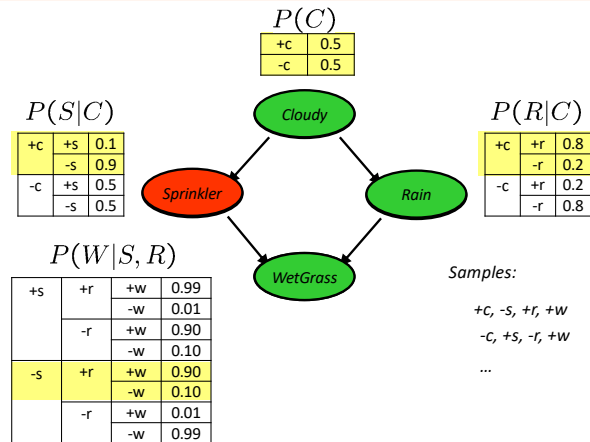 P(C)
+c 0.5
-c 0.5
Cloudy
P(S|C)
+c +s 0.1
-s 0.9
-c +s 0.5
-s 0.5
P(R|C)
+c +r 0.8
-r 0.2
-c +r 0.2
-r 0.8
Sprinkler
Rain
WetGrass
P(W|S, R)
+s +r +w 0.99
-w 0.01
-r +w 0.90
-w 0.10
-s +r +w 0.90
-w 0.10
-r +w 0.01
-w 0.99
Samples:
+c, -s, +r, +w
-c, +s, -r, +w
...